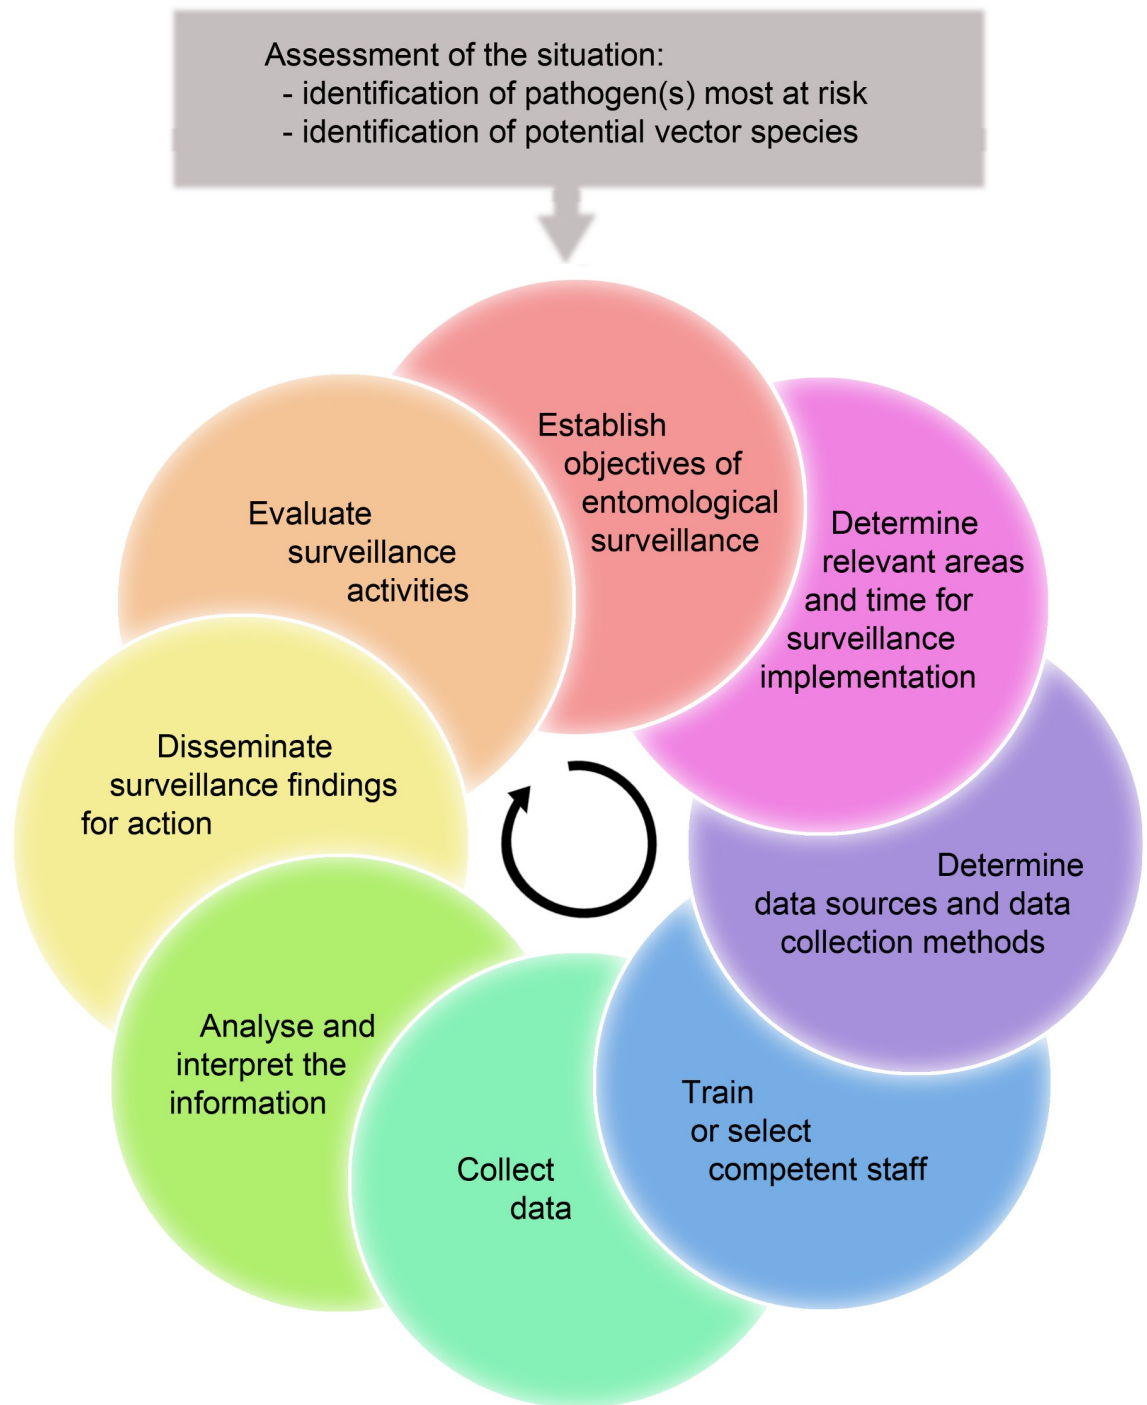 Assessment of the situation:
- identification of pathogen(s) most at risk
- identification of potential vector species
Establish
objectives of
entomological
surveillance
Determine
relevant areas
and time for
surveillance
implementation
Determine
data sources and data
collection methods
Train
or select
competent staff
Collect
data
Analyse and
interpret the
information
Disseminate
surveillance findings
for action
Evaluate
surveillance
activities